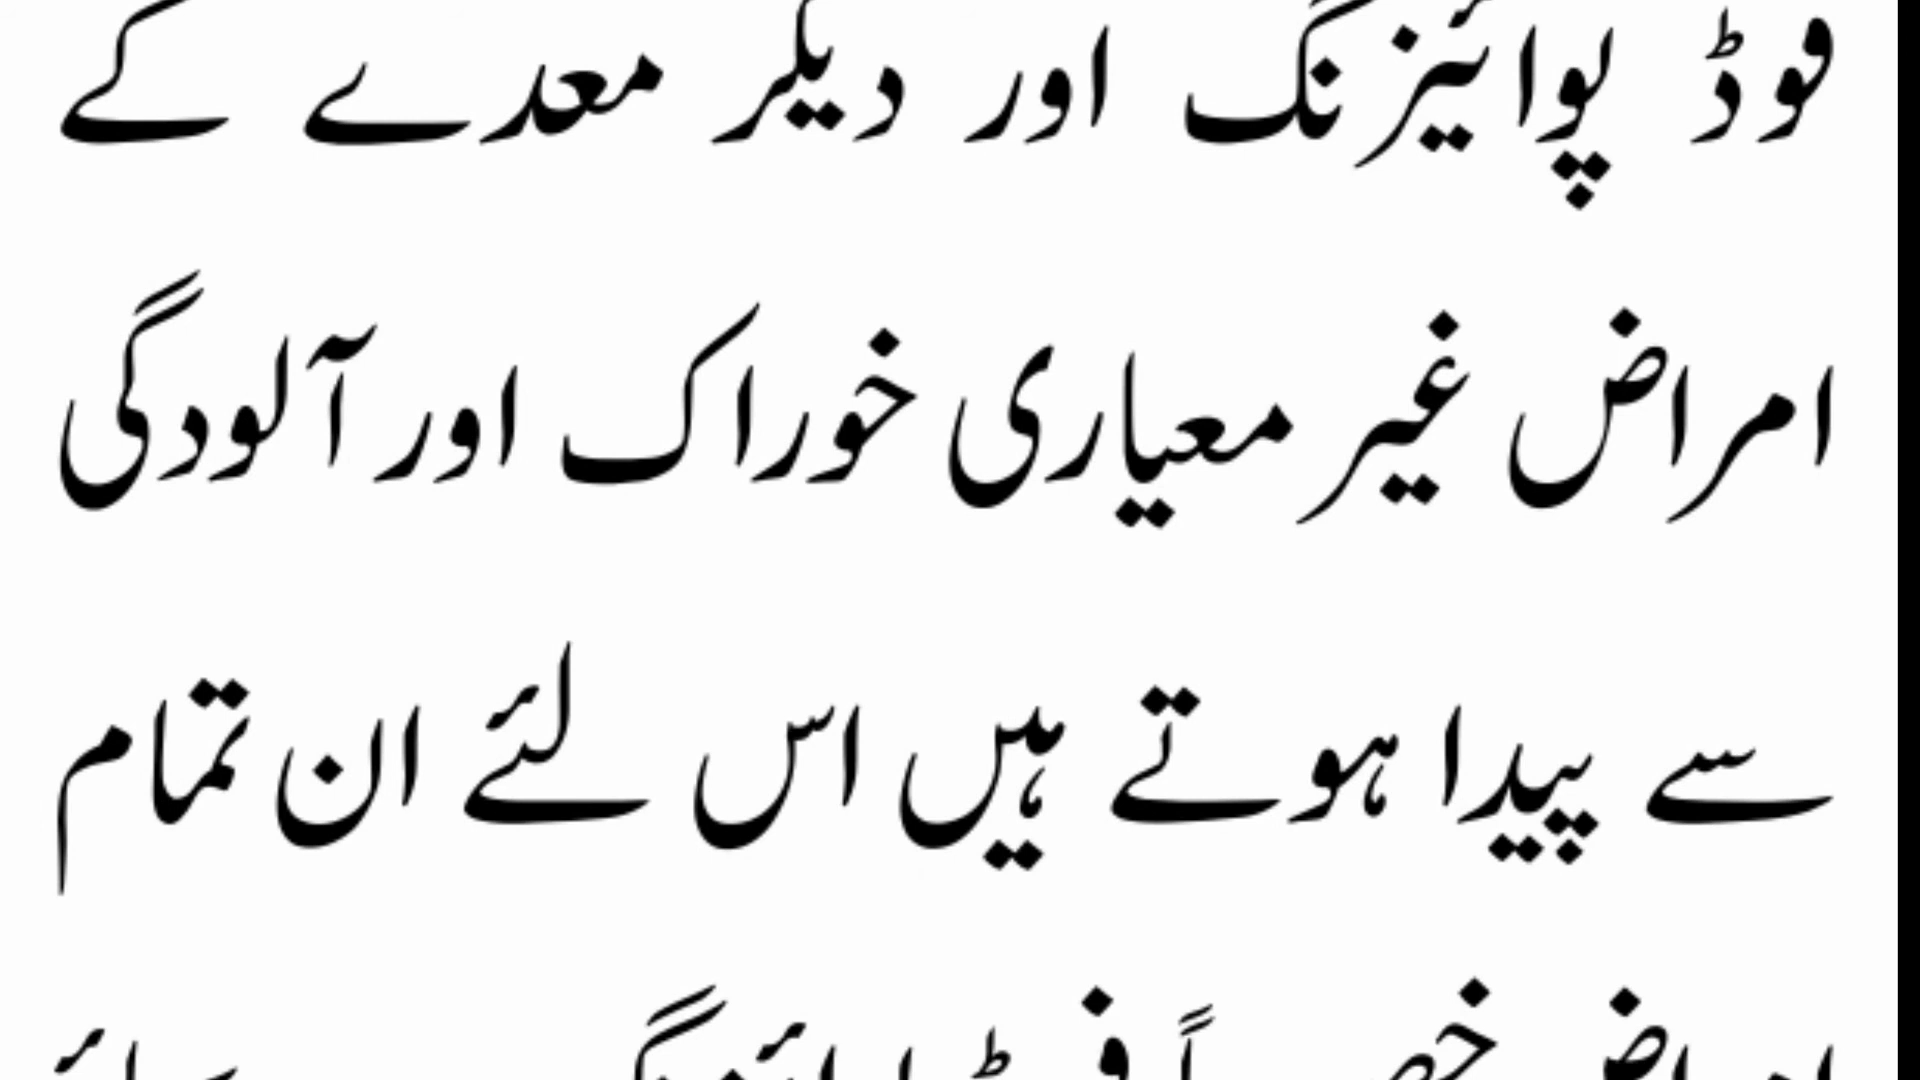 فوڈ پوائیزنگ اور دیگر معدے کے
امراض غیر معیاری خوراک اور آلودگی
سے پیدا ہوتے ہیں اس لئے ان تمام